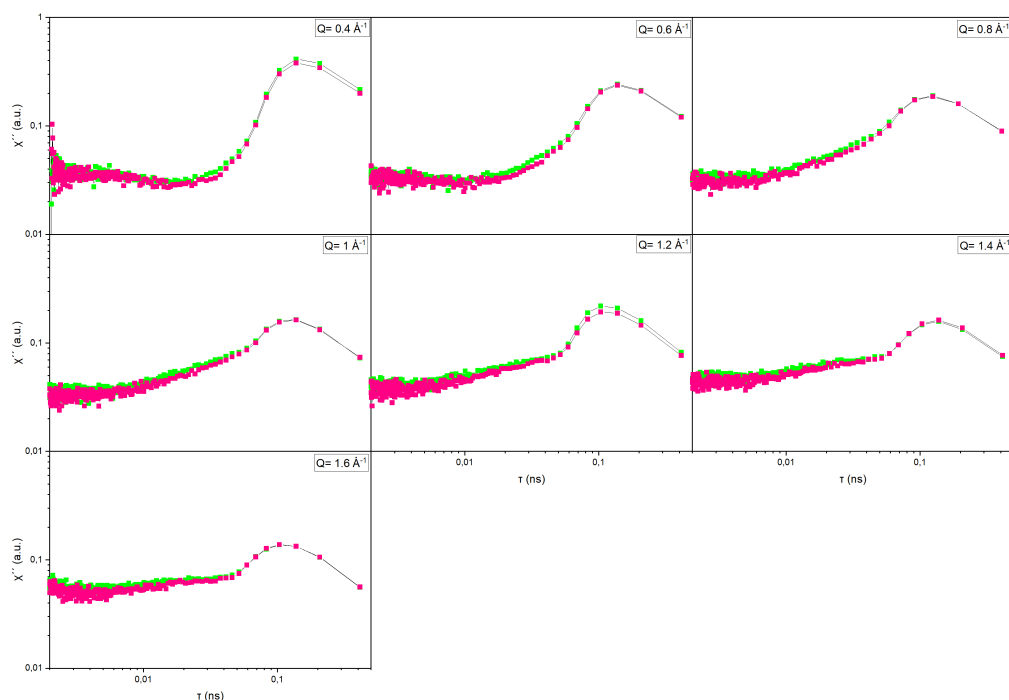 1
Q= 0.4 Å⁻¹
Q= 0.6 Å⁻¹
Q= 0.8 Å⁻¹
χ´´ (a.u.)
0,1
0,01
Q= 1 Å⁻¹
Q= 1.2 Å⁻¹
Q= 1.4 Å⁻¹
χ´´ (a.u.)
0,1
0,01
0,01
0,1
τ (ns)
0,01
0,1
τ (ns)
Q= 1.6 Å⁻¹
χ´´ (a.u.)
0,1
0,01
0,01
0,1
τ (ns)